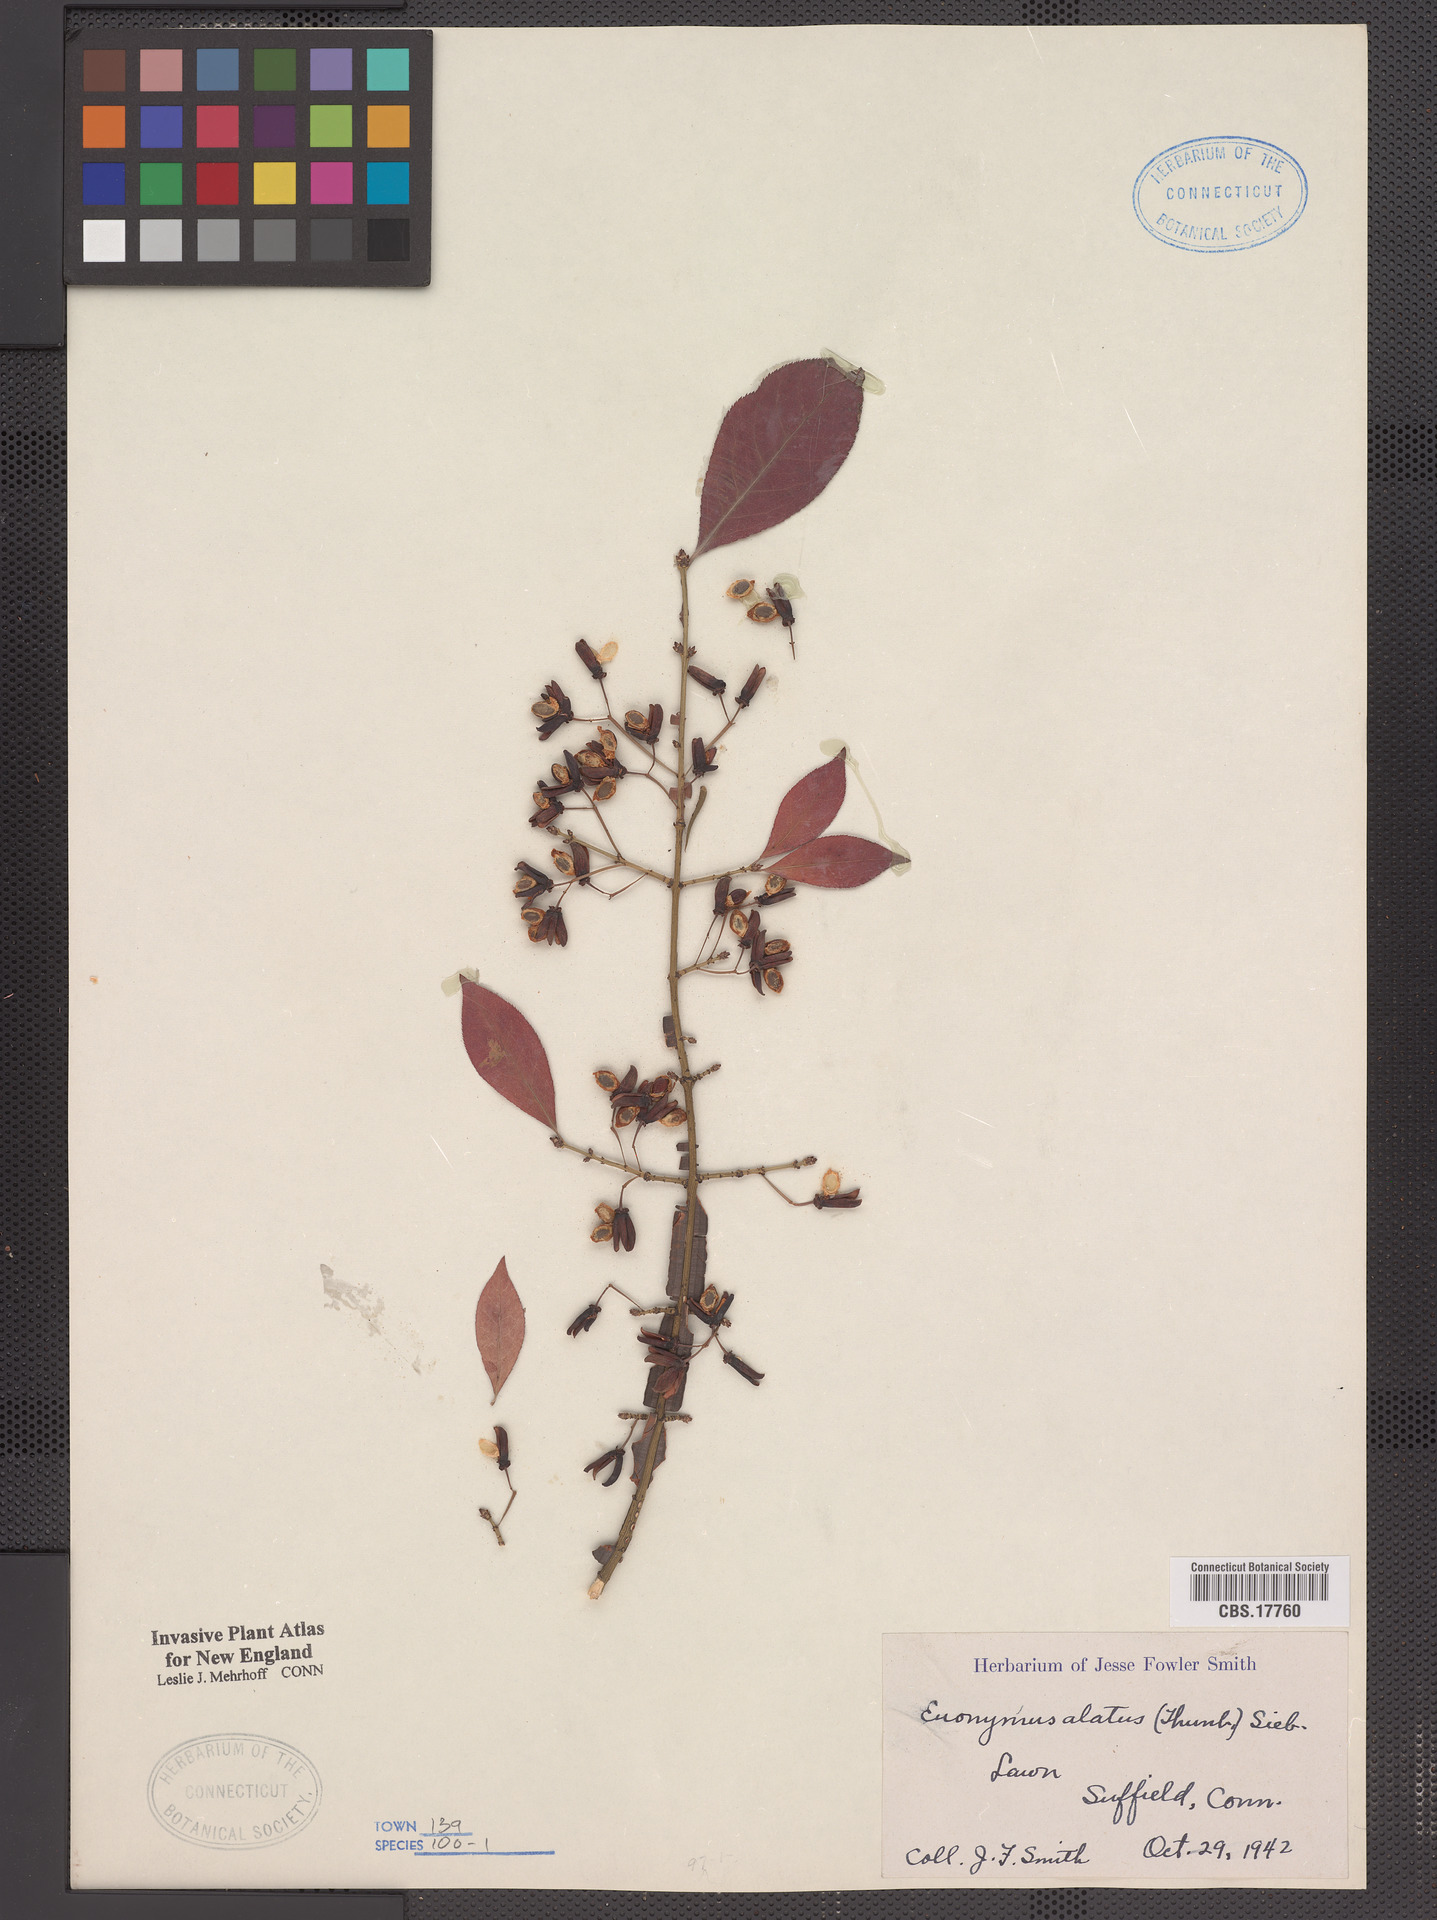 HERBARIUM OF THE
CONNECTICUT
BOTANICAL SOCIETY
Connecticut Botanical Society
CBS.17760
Invasive Plant Atlas
for New England
Leslie J. Mehrhoff CONN
Herbarium of Jesse Fowler Smith
Euonymus alatus (Thunb.) Sieb.
Lawn
Suffield, Conn.
Coll. J. F. Smith Oct. 29, 1942
HERBARIUM OF THE
CONNECTICUT
BOTANICAL SOCIETY.
TOWN 139
SPECIES 100-1